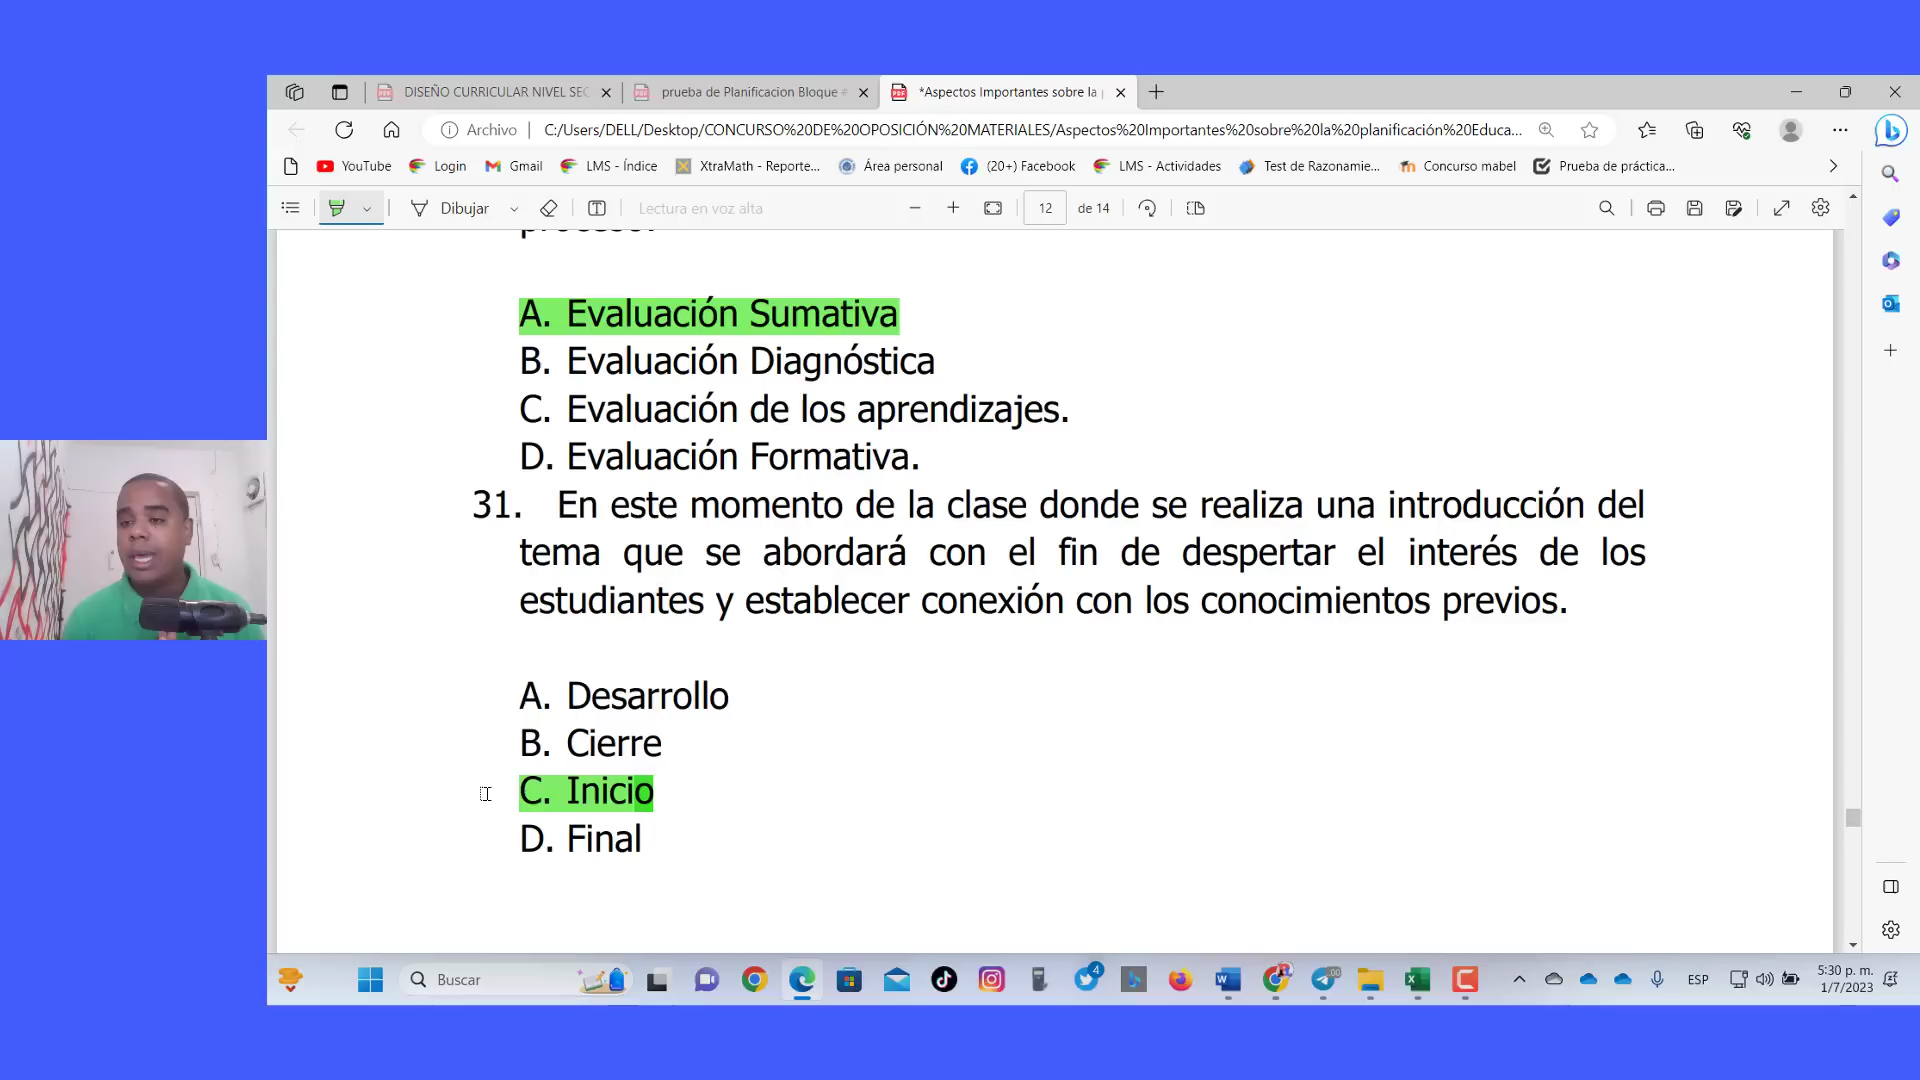 DISEÑO CURRICULAR NIVEL SEC
prueba de Planificacion Bloque #
*Aspectos Importantes sobre la p
Archivo
C:/Users/DELL/Desktop/CONCURSO%20DE%20OPOSICIÓN%20MATERIALES/Aspectos%20Importantes%20sobre%20la%20planificación%20Educa...
YouTube
Login
Gmail
LMS - Índice
XtraMath - Reporte...
Área personal
(20+) Facebook
LMS - Actividades
Test de Razonamie...
Concurso mabel
Prueba de práctica...
Dibujar
Lectura en voz alta
12
de 14
proceso.
A. Evaluación Sumativa
B. Evaluación Diagnóstica
C. Evaluación de los aprendizajes.
D. Evaluación Formativa.
31. En este momento de la clase donde se realiza una introducción del
tema que se abordará con el fin de despertar el interés de los
estudiantes y establecer conexión con los conocimientos previos.
A. Desarrollo
B. Cierre
C. Inicio
D. Final
Buscar
4
ESP
5:30 p. m.
1/7/2023